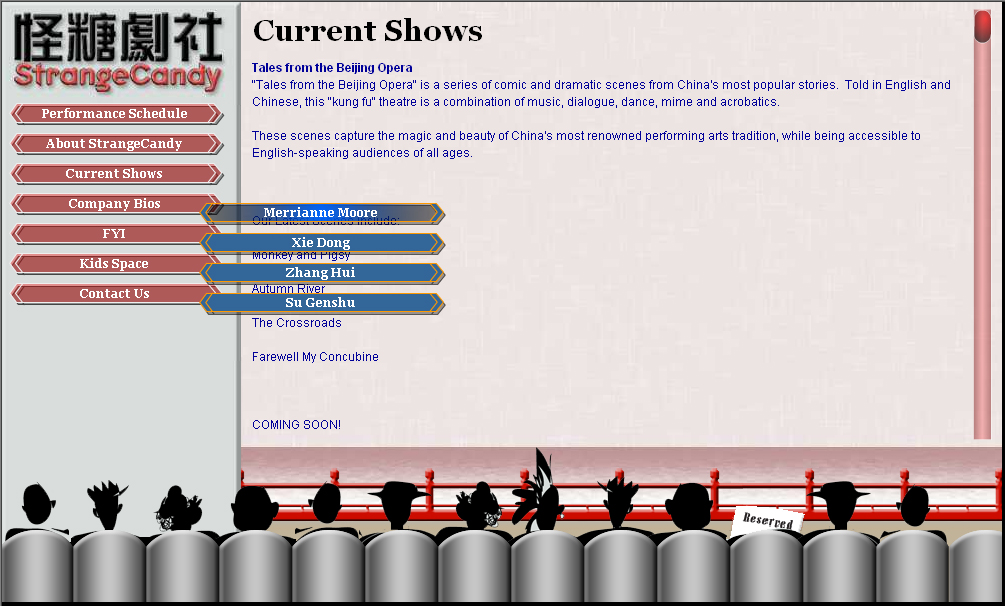 怪糖劇社
StrangeCandy
Performance Schedule
About StrangeCandy
Current Shows
Company Bios
FYI
Kids Space
Contact Us
Merrianne Moore
Xie Dong
Zhang Hui
Su Genshu
Current Shows
Tales from the Beijing Opera
"Tales from the Beijing Opera" is a series of comic and dramatic scenes from China's most popular stories. Told in English and
Chinese, this "kung fu" theatre is a combination of music, dialogue, dance, mime and acrobatics.
These scenes capture the magic and beauty of China's most renowned performing arts tradition, while being accessible to
English-speaking audiences of all ages.
Our Latest Scenes Include:
Monkey and Pigsy
Autumn River
The Crossroads
Farewell My Concubine
COMING SOON!
Reserved